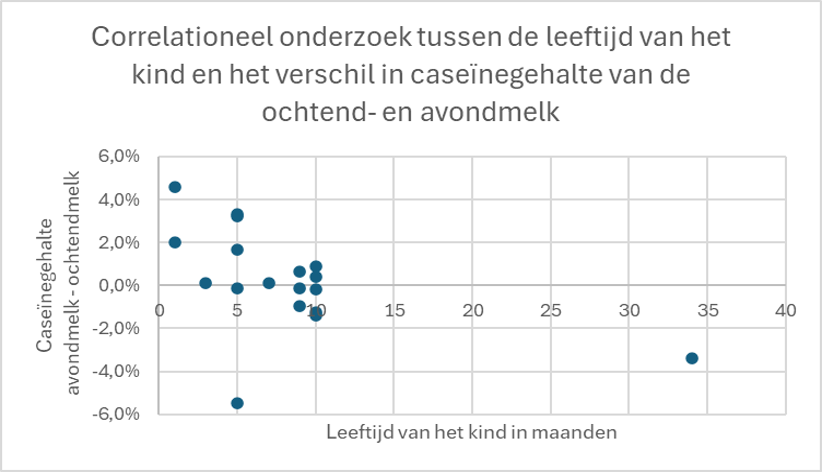 Correlationeel onderzoek tussen de leeftijd van het
kind en het verschil in caseïnegehalte van de
ochtend- en avondmelk
Caseïnegehalte
avondmelk - ochtendmelk
6,0%
4,0%
2,0%
0,0%
-2,0%
-4,0%
-6,0%
0 5 10 15 20 25 30 35 40
Leeftijd van het kind in maanden